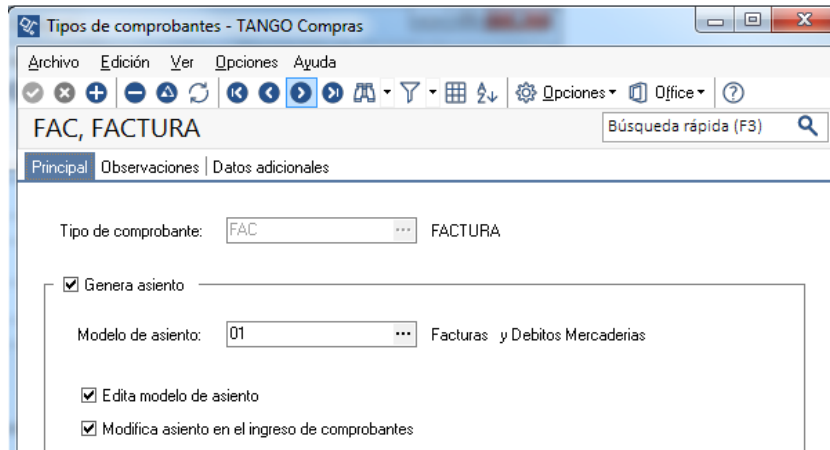 Tipos de comprobantes - TANGO Compras
Archivo Edición Ver Opciones Ayuda
Opciones Office
FAC, FACTURA
Búsqueda rápida (F3)
Principal Observaciones Datos adicionales
Tipo de comprobante: FAC ... FACTURA
Genera asiento
Modelo de asiento: 01 ... Facturas y Debitos Mercaderias
Edita modelo de asiento
Modifica asiento en el ingreso de comprobantes